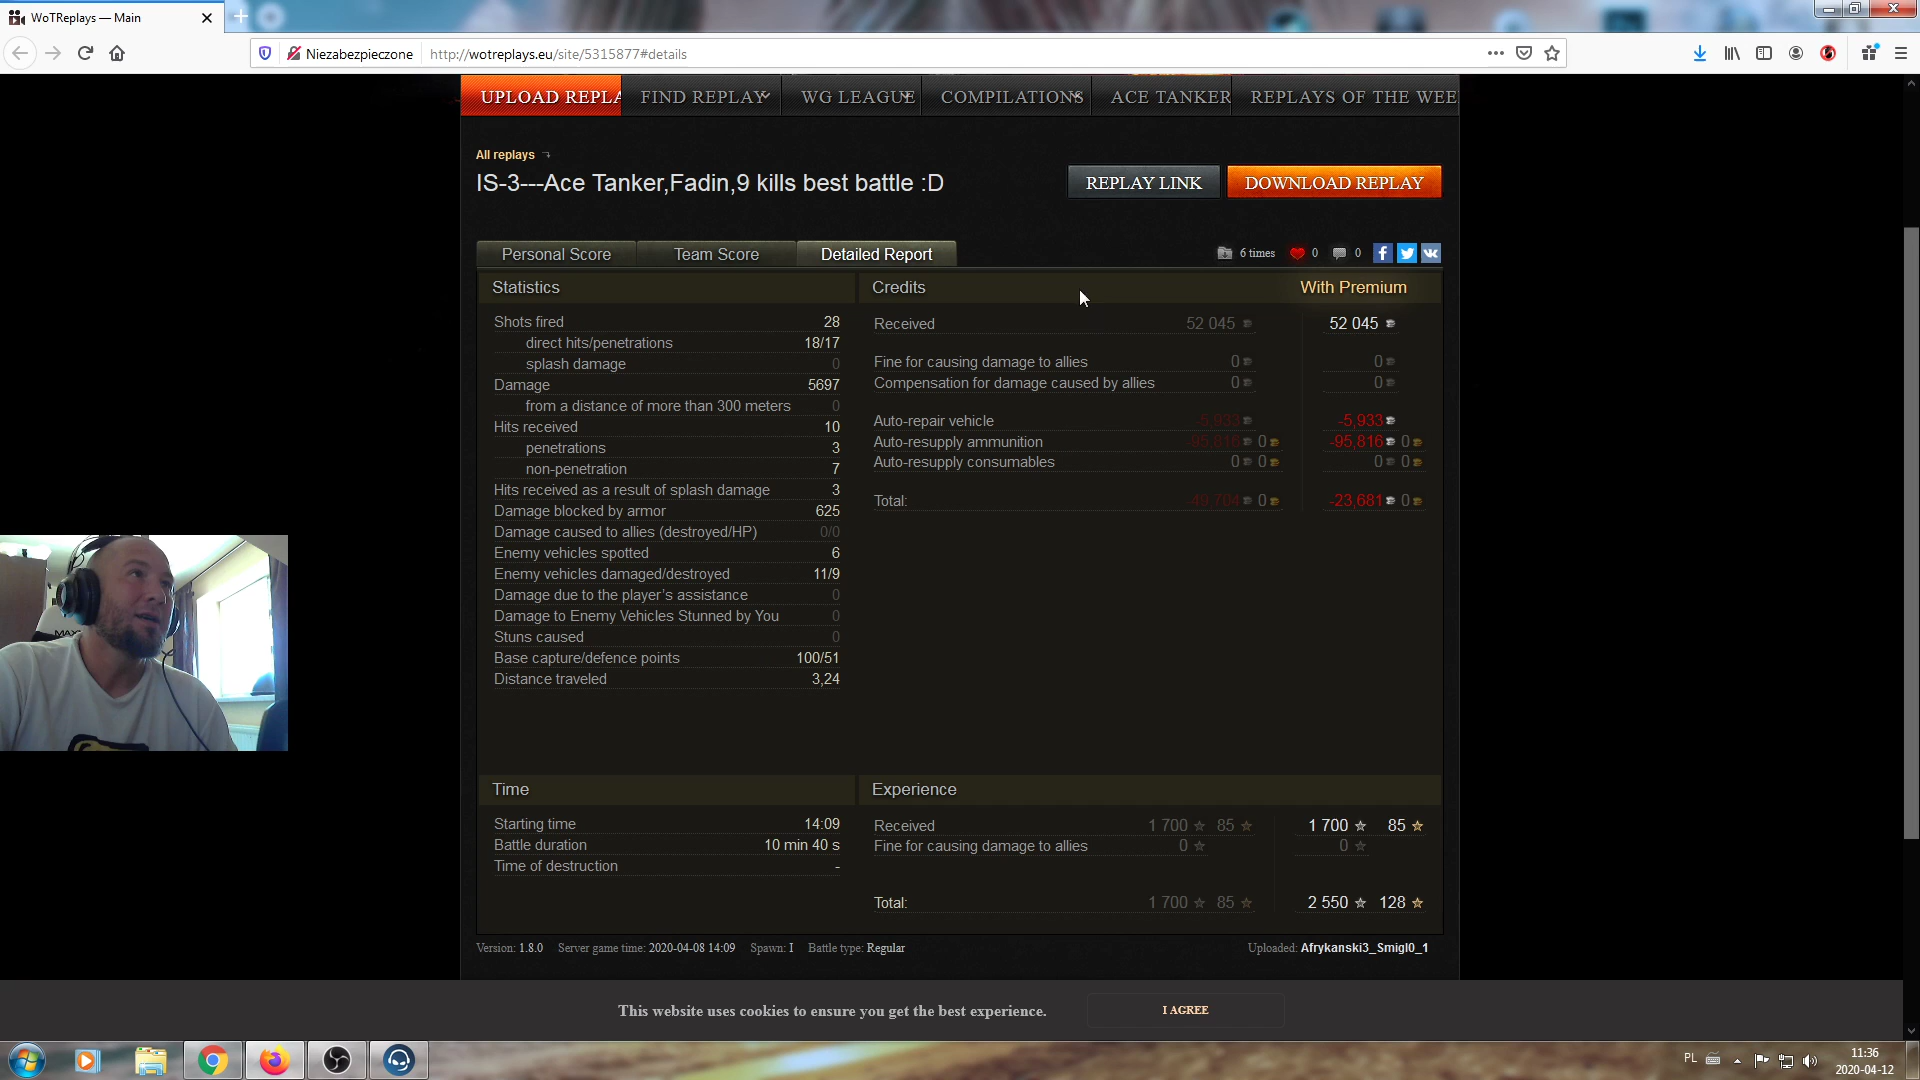 WoTReplays — Main
Niezabezpieczone
http://wotreplays.eu/site/5315877#details
UPLOAD REPLA
FIND REPLAY
WG LEAGUE
COMPILATIONS
ACE TANKER
REPLAYS OF THE WEE
All replays
IS-3---Ace Tanker,Fadin,9 kills best battle :D
REPLAY LINK
DOWNLOAD REPLAY
Personal Score
Team Score
Detailed Report
6 times
0
0
Statistics
Shots fired 28
direct hits/penetrations 18/17
splash damage 0
Damage 5697
from a distance of more than 300 meters 0
Hits received 10
penetrations 3
non-penetration 7
Hits received as a result of splash damage 3
Damage blocked by armor 625
Damage caused to allies (destroyed/HP) 0/0
Enemy vehicles spotted 6
Enemy vehicles damaged/destroyed 11/9
Damage due to the player's assistance 0
Damage to Enemy Vehicles Stunned by You 0
Stuns caused 0
Base capture/defence points 100/51
Distance traveled 3,24
Credits With Premium
Received 52 045 52 045
Fine for causing damage to allies 0 0
Compensation for damage caused by allies 0 0
Auto-repair vehicle -5,933 -5,933
Auto-resupply ammunition -95,816 0 -95,816 0
Auto-resupply consumables 0 0 0 0
Total: -49,704 0 -23,681 0
Time
Starting time 14:09
Battle duration 10 min 40 s
Time of destruction -
Experience
Received 1 700 85 1 700 85
Fine for causing damage to allies 0 0
Total: 1 700 85 2 550 128
Version: 1.8.0 Server game time: 2020-04-08 14:09 Spawn: I Battle type: Regular
Uploaded: Afrykanski3_Smigl0_1
This website uses cookies to ensure you get the best experience.
I AGREE
MAX
PL
11:36
2020-04-12